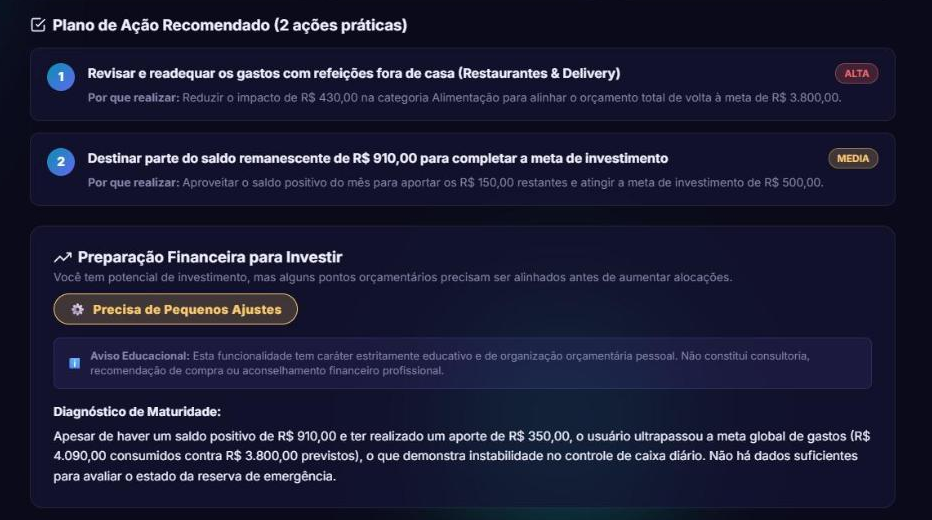 Plano de Ação Recomendado (2 ações práticas)
1 Revisar e readequar os gastos com refeições fora de casa (Restaurantes & Delivery) ALTA
Por que realizar: Reduzir o impacto de R$ 430,00 na categoria Alimentação para alinhar o orçamento total de volta à meta de R$ 3.800,00.
2 Destinar parte do saldo remanescente de R$ 910,00 para completar a meta de investimento MEDIA
Por que realizar: Aproveitar o saldo positivo do mês para aportar os R$ 150,00 restantes e atingir a meta de investimento de R$ 500,00.
Preparação Financeira para Investir
Você tem potencial de investimento, mas alguns pontos orçamentários precisam ser alinhados antes de aumentar alocações.
Precisa de Pequenos Ajustes
Aviso Educacional: Esta funcionalidade tem caráter estritamente educativo e de organização orçamentária pessoal. Não constitui consultoria,
recomendação de compra ou aconselhamento financeiro profissional.
Diagnóstico de Maturidade:
Apesar de haver um saldo positivo de R$ 910,00 e ter realizado um aporte de R$ 350,00, o usuário ultrapassou a meta global de gastos (R$
4.090,00 consumidos contra R$ 3.800,00 previstos), o que demonstra instabilidade no controle de caixa diário. Não há dados suficientes
para avaliar o estado da reserva de emergência.